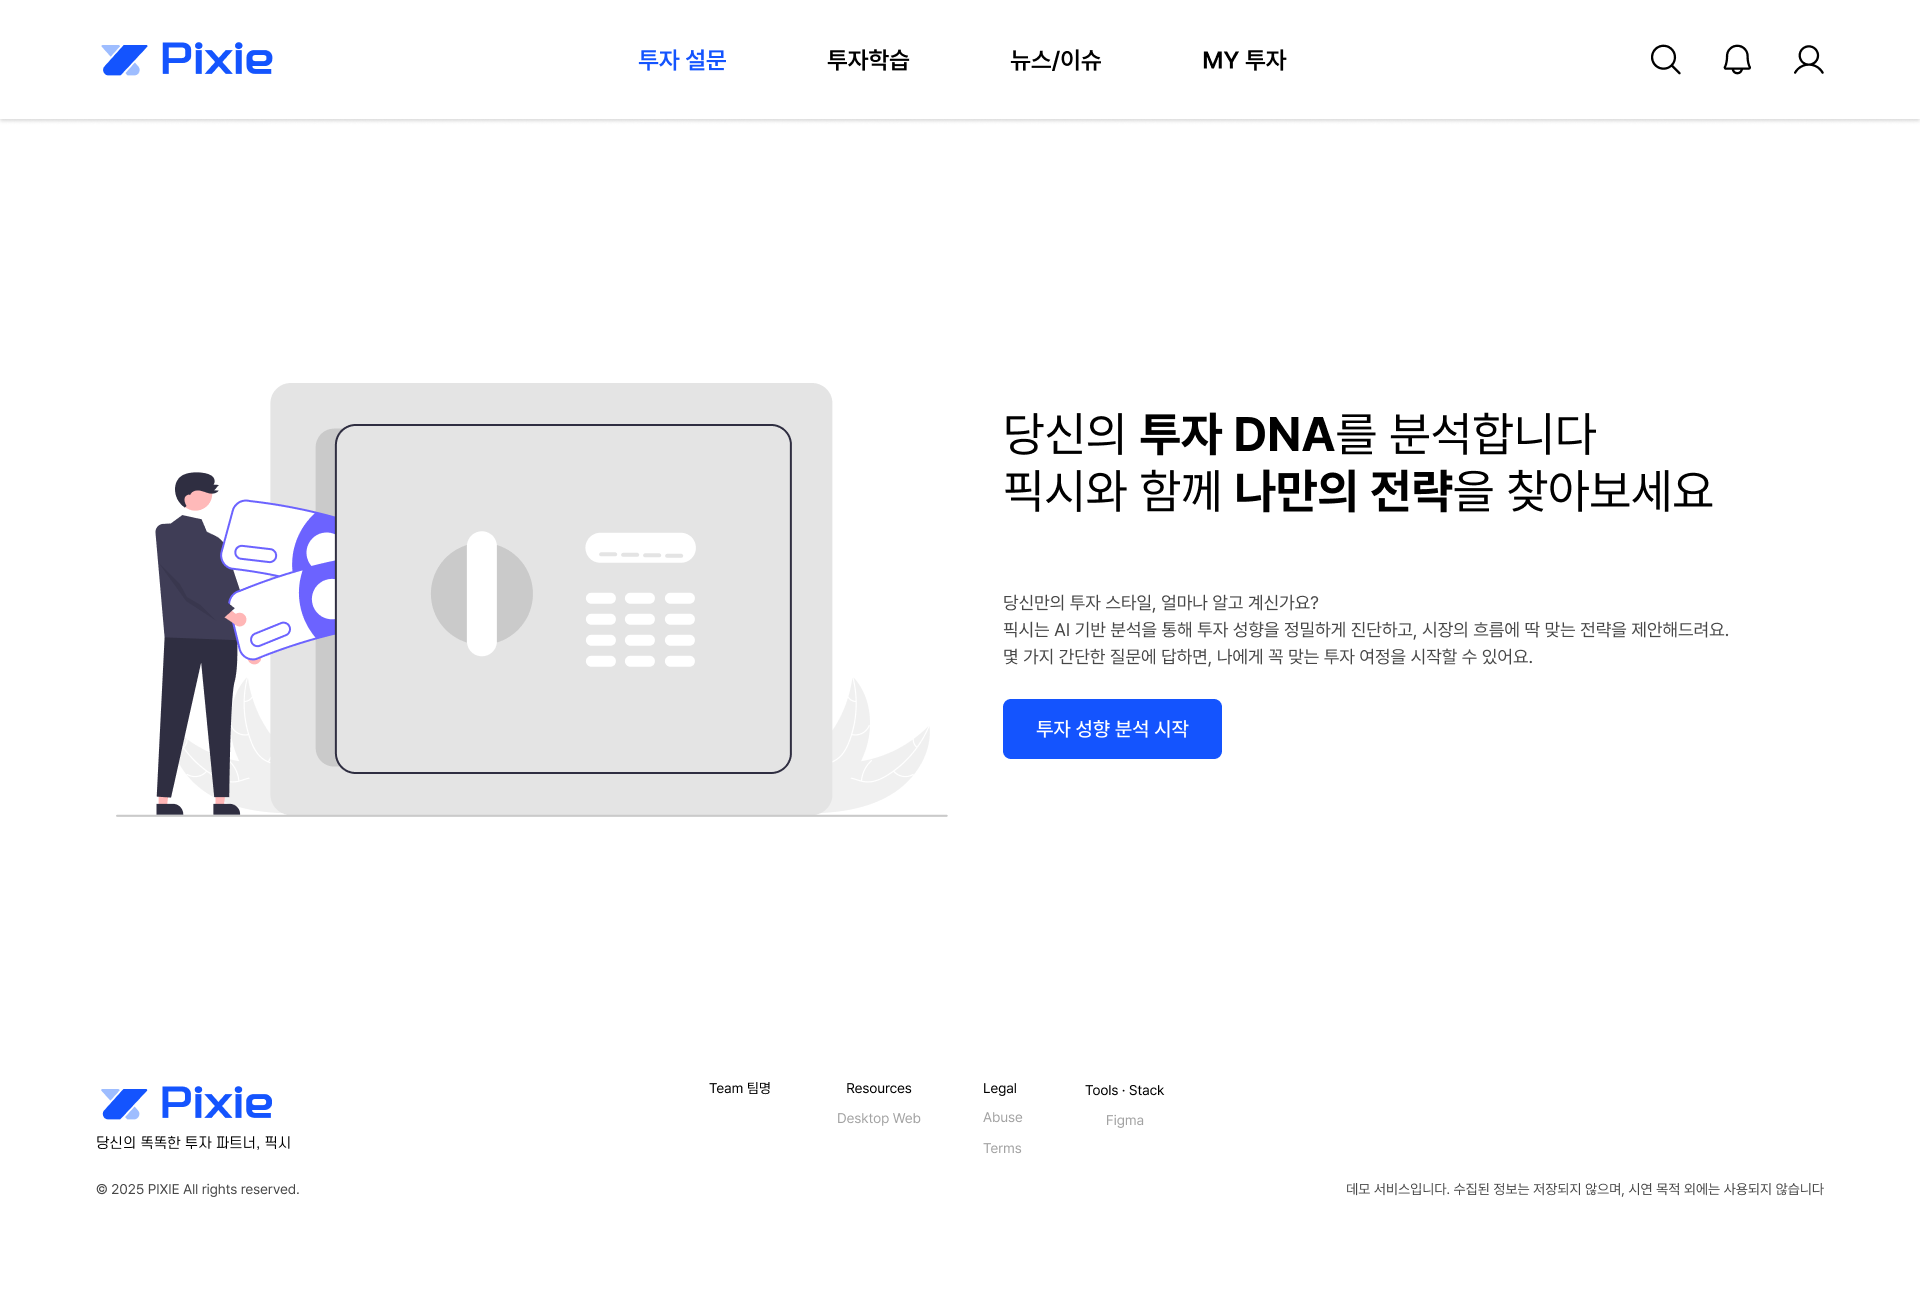 Pixie
투자 설문
투자학습
뉴스/이슈
MY 투자
당신의 투자 DNA를 분석합니다
픽시와 함께 나만의 전략을 찾아보세요
당신만의 투자 스타일, 얼마나 알고 계신가요?
픽시는 AI 기반 분석을 통해 투자 성향을 정밀하게 진단하고, 시장의 흐름에 딱 맞는 전략을 제안해드려요.
몇 가지 간단한 질문에 답하면, 나에게 꼭 맞는 투자 여정을 시작할 수 있어요.
투자 성향 분석 시작
Pixie
당신의 똑똑한 투자 파트너, 픽시
© 2025 PIXIE All rights reserved.
Team 팀명
Resources
Desktop Web
Legal
Abuse
Terms
Tools · Stack
Figma
데모 서비스입니다. 수집된 정보는 저장되지 않으며, 시연 목적 외에는 사용되지 않습니다